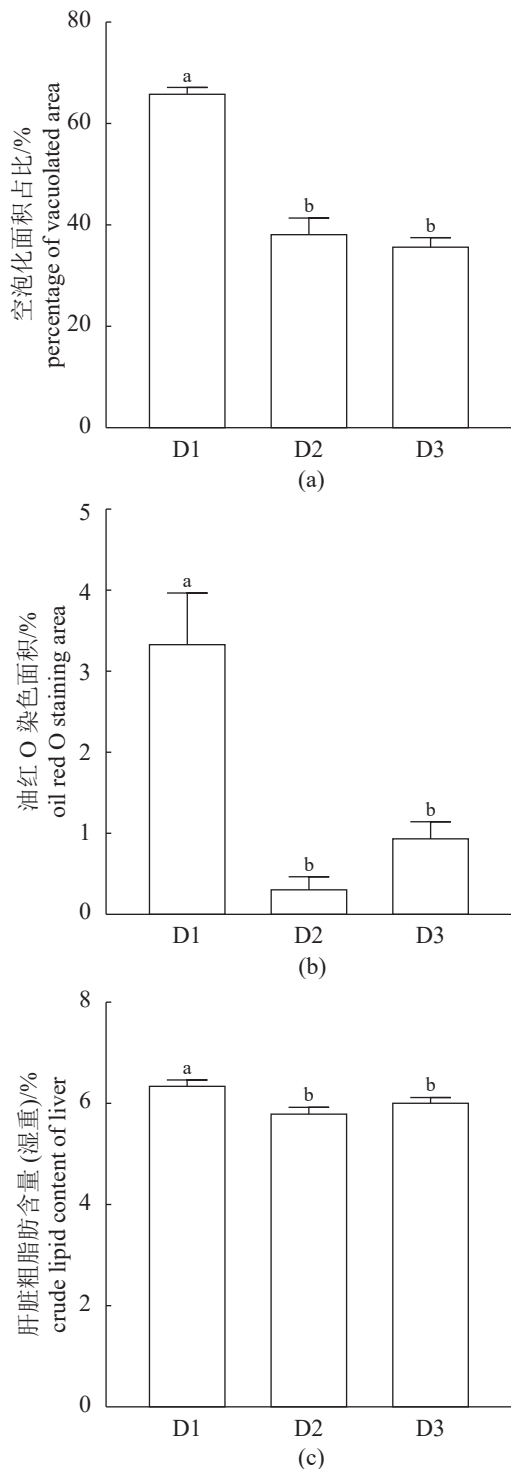 80
60
40
20
0
空泡化面积占比/%
percentage of vacuolated area
a
b
b
D1
D2
D3
(a)
5
4
3
2
1
0
油红 O 染色面积/%
oil red O staining area
a
b
b
D1
D2
D3
(b)
8
6
4
2
0
肝脏粗脂肪含量 (湿重)/%
crude lipid content of liver
a
b
b
D1
D2
D3
(c)